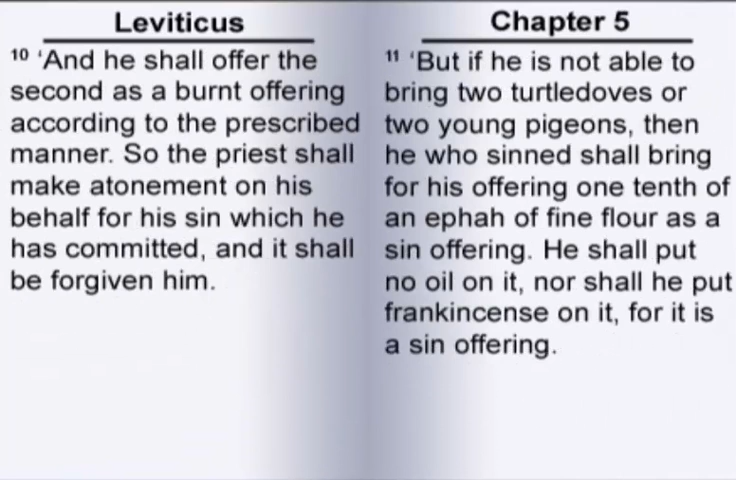 Leviticus
10 'And he shall offer the
second as a burnt offering
according to the prescribed
manner. So the priest shall
make atonement on his
behalf for his sin which he
has committed, and it shall
be forgiven him.
Chapter 5
11 'But if he is not able to
bring two turtledoves or
two young pigeons, then
he who sinned shall bring
for his offering one tenth of
an ephah of fine flour as a
sin offering. He shall put
no oil on it, nor shall he put
frankincense on it, for it is
a sin offering.